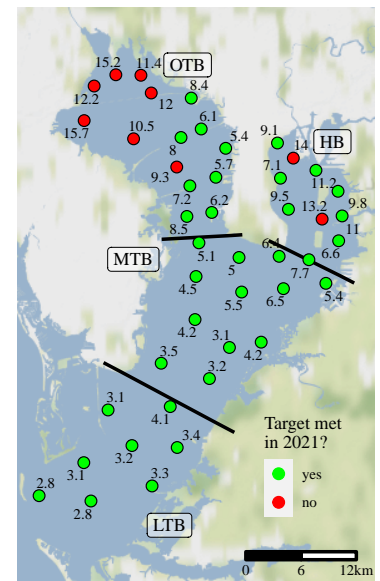 15.2 11.4
OTB
12.2 12 8.4
15.7 10.5 6.1
9.1 HB
8 5.4 14
9.3 5.7 7.1 11.2
7.2 6.2 9.5 13.2 9.8
8.5 11
MTB 5.1 6.4 6.6
5 7.7
4.5 5.5 6.5 5.4
4.2 3.1
3.5 4.2
3.2
3.1 4.1
3.2 3.4
3.1
2.8 3.3
2.8
LTB
Target met
in 2021?
yes
no
0 6 12km